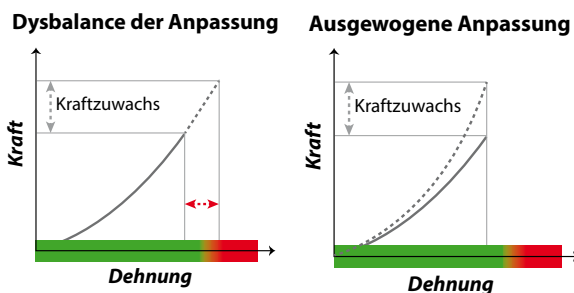 Dysbalance der Anpassung
Kraftzuwachs
Kraft
Dehnung
Ausgewogene Anpassung
Kraftzuwachs
Kraft
Dehnung